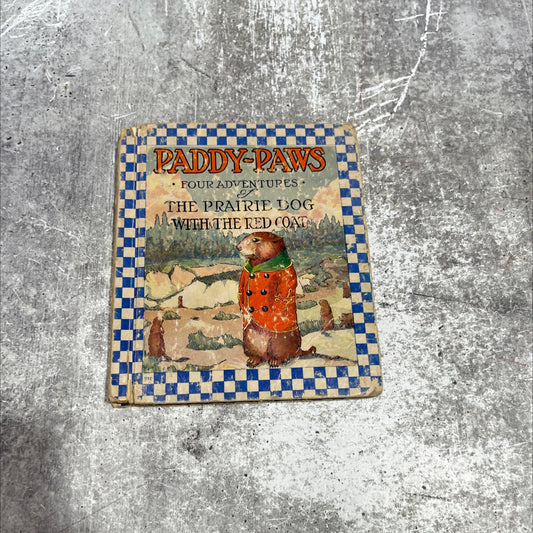 PADDY-PAWS
• FOUR ADVENTURES •
of
THE PRAIRIE DOG
WITH THE RED COAT